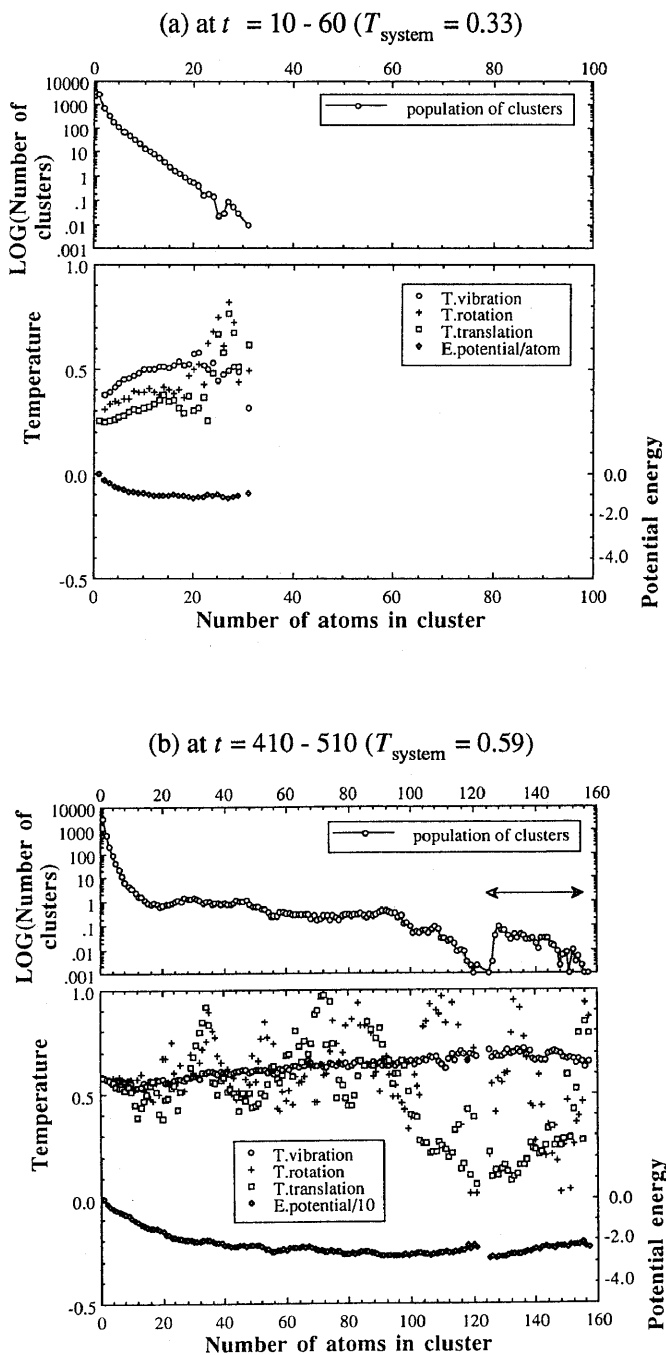 (a) at t = 10 - 60 (T system = 0.33)
0 20 40 60 80 100
LOG(Number of clusters)
10000
1000
100
10
1
.1
.01
.001
population of clusters
Temperature
1.0
0.5
0.0
-0.5
T.vibration
T.rotation
T.translation
E.potential/atom
0.0
-2.0
-4.0
Potential energy
0 20 40 60 80 100
Number of atoms in cluster
(b) at t = 410 - 510 (T system = 0.59)
0 20 40 60 80 100 120 140 160
LOG(Number of clusters)
10000
1000
100
10
1
.1
.01
.001
population of clusters
Temperature
1.0
0.5
0.0
-0.5
T.vibration
T.rotation
T.translation
E.potential/10
0.0
-2.0
-4.0
Potential energy
0 20 40 60 80 100 120 140 160
Number of atoms in cluster